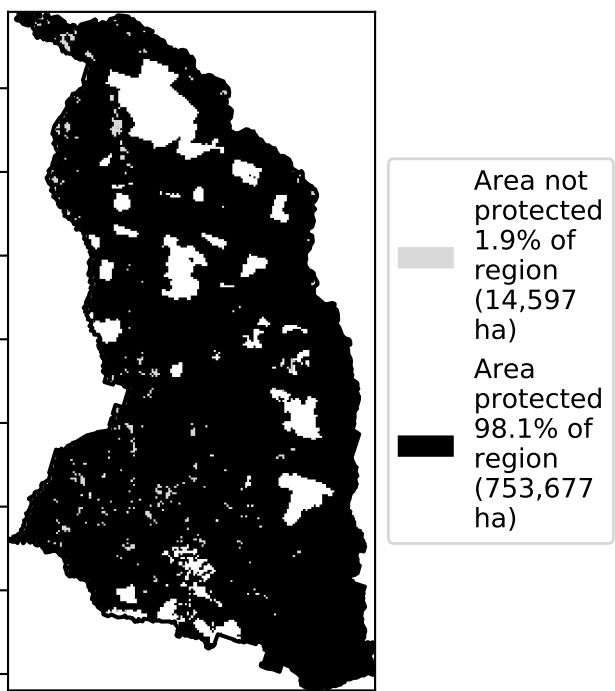 Area not
protected
1.9% of
region
(14,597
ha)
Area
protected
98.1% of
region
(753,677
ha)